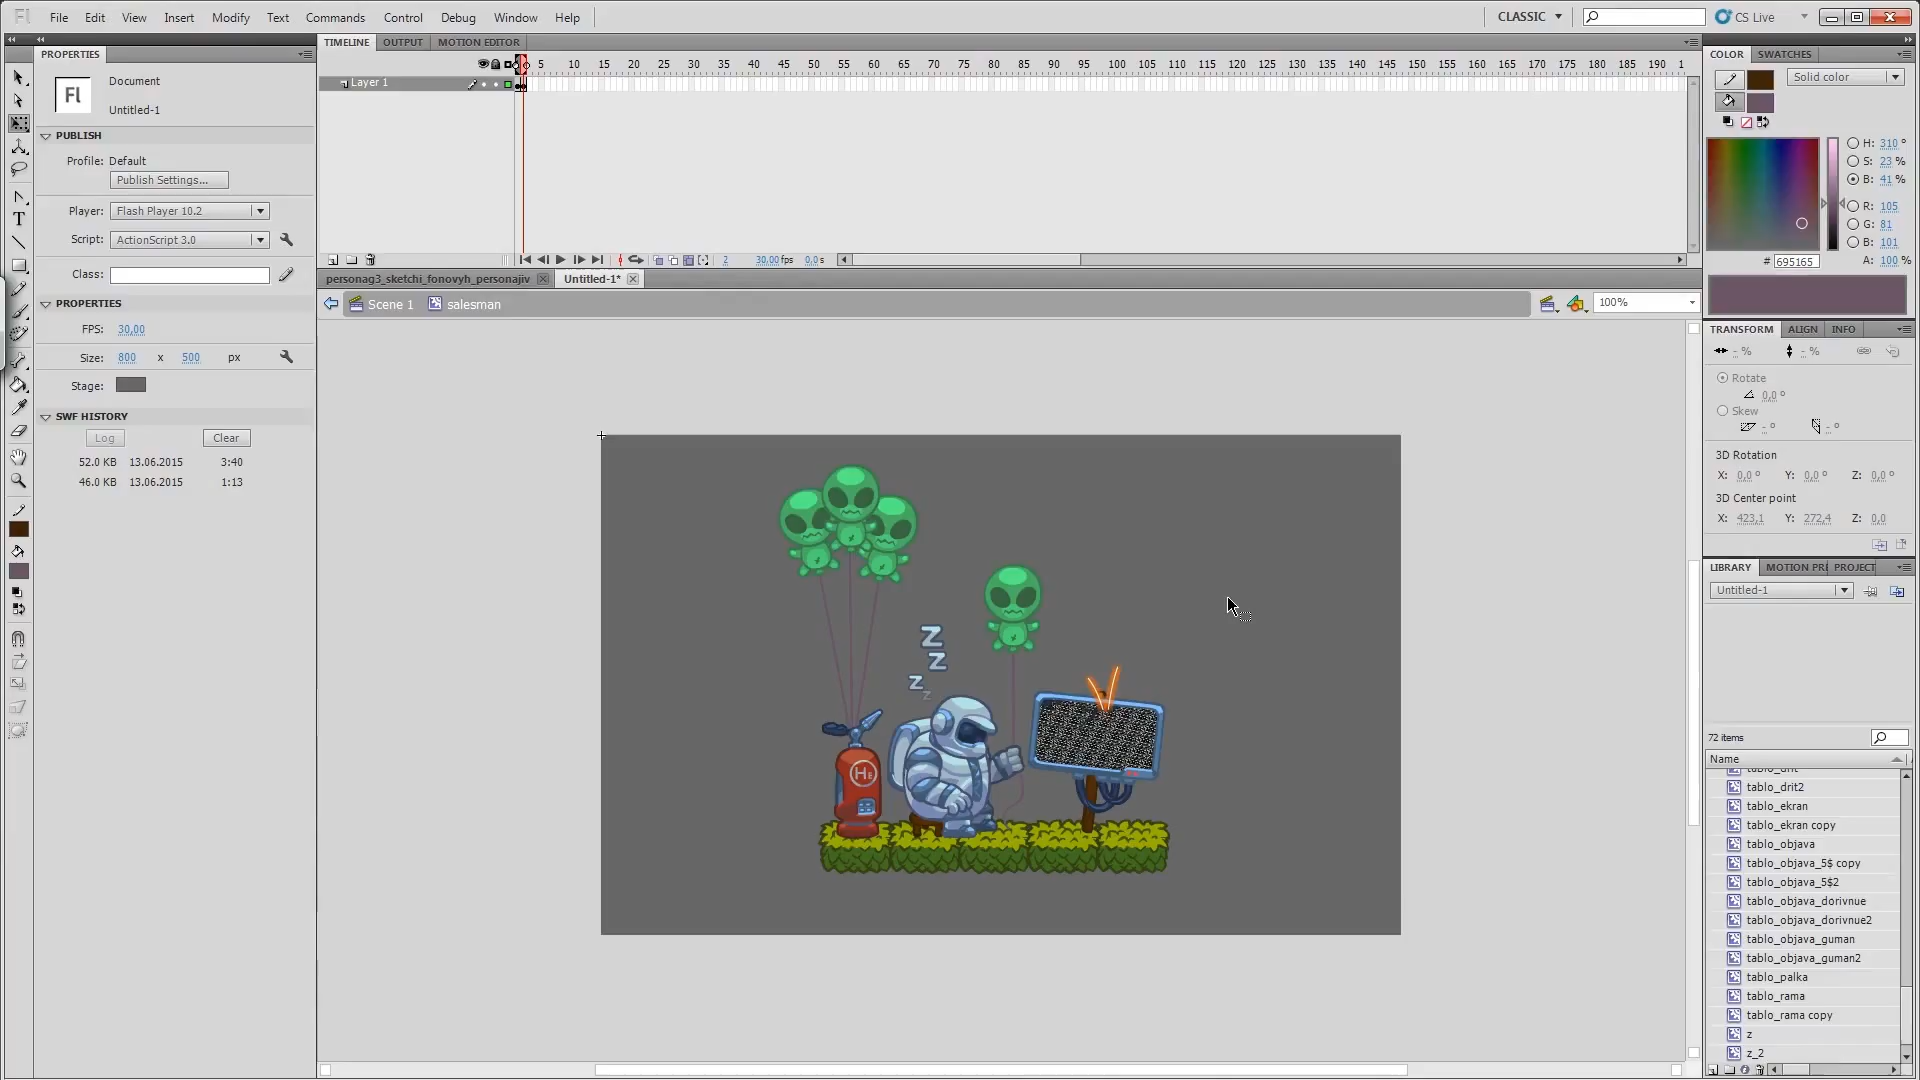 Fl File Edit View Insert Modify Text Commands Control Debug Window Help CLASSIC CS Live
PROPERTIES
Document
Fl
Untitled-1
PUBLISH
Profile: Default
Publish Settings...
Player: Flash Player 10.2
Script: ActionScript 3.0
Class:
PROPERTIES
FPS: 30,00
Size: 800 x 500 px
Stage:
SWF HISTORY
Log Clear
52.0 KB 13.06.2015 3:40
46.0 KB 13.06.2015 1:13
T
TIMELINE OUTPUT MOTION EDITOR
5 10 15 20 25 30 35 40 45 50 55 60 65 70 75 80 85 90 95 100 105 110 115 120 125 130 135 140 145 150 155 160 165 170 175 180 185 190 1
Layer 1
2 30.00 fps 0.0 s
personag3_sketchi_fonovyh_personajiv Untitled-1*
Scene 1 salesman 100%
Z
Z
Z
Z
He
COLOR SWATCHES
Solid color
H: 310 °
S: 23 %
B: 41 %
R: 105
G: 81
B: 101
# 695165 A: 100 %
TRANSFORM ALIGN INFO
- % - %
Rotate
0,0 °
Skew
- ° - °
3D Rotation
X: 0,0 ° Y: 0,0 ° Z: 0,0 °
3D Center point
X: 423,1 Y: 272,4 Z: 0,0
LIBRARY MOTION PRE PROJECT
Untitled-1
72 items
Name
tablo_drit
tablo_drit2
tablo_ekran
tablo_ekran copy
tablo_objava
tablo_objava_5$ copy
tablo_objava_5$2
tablo_objava_dorivnue
tablo_objava_dorivnue2
tablo_objava_guman
tablo_objava_guman2
tablo_palka
tablo_rama
tablo_rama copy
z
z_2